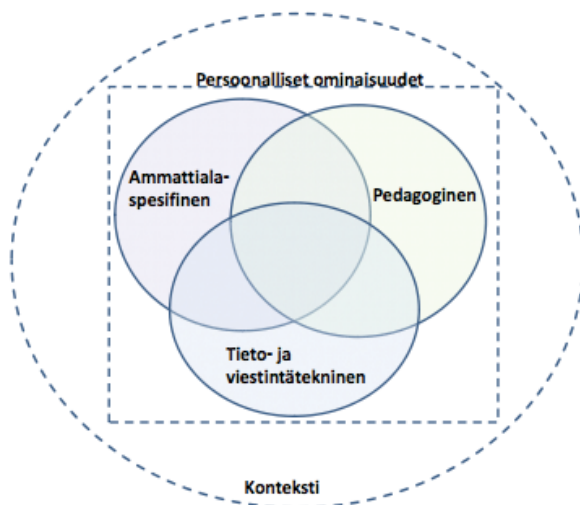 Persoonalliset ominaisuudet
Ammattiala-
spesifinen
Pedagoginen
Tieto- ja
viestintätekninen
Konteksti